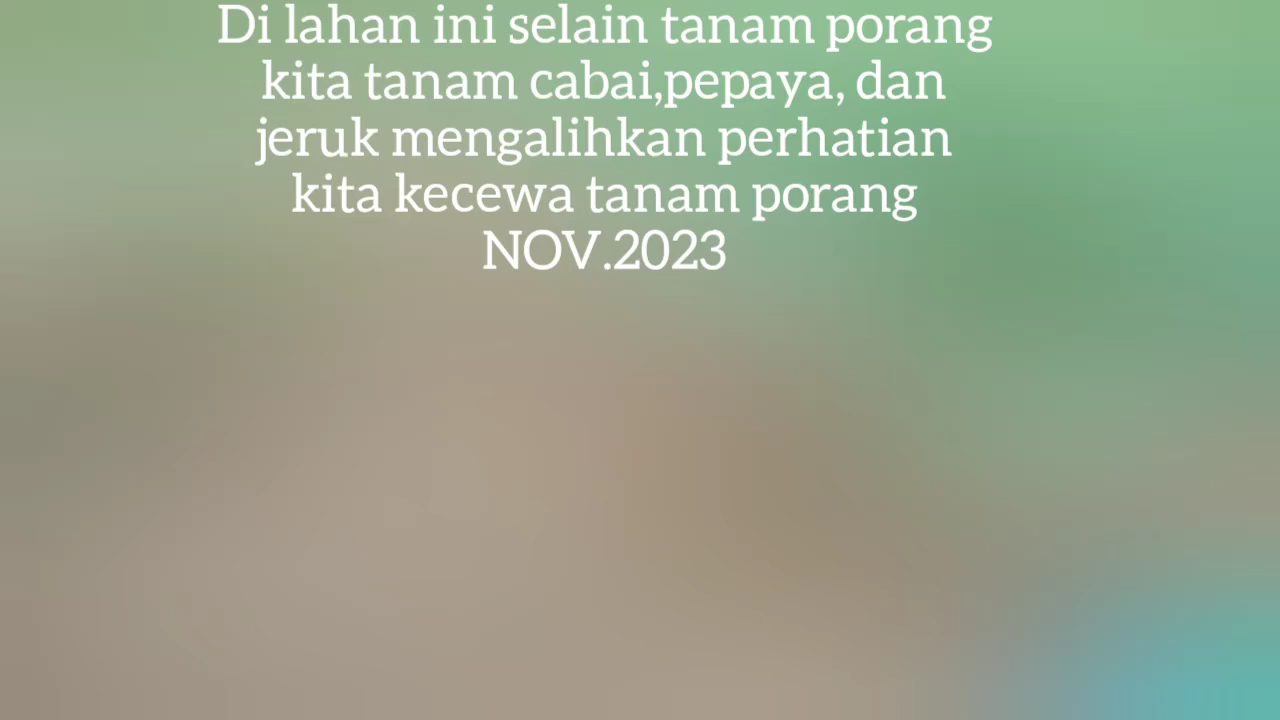 Di lahan ini selain tanam porang
kita tanam cabai,pepaya, dan
jeruk mengalihkan perhatian
kita kecewa tanam porang
NOV.2023